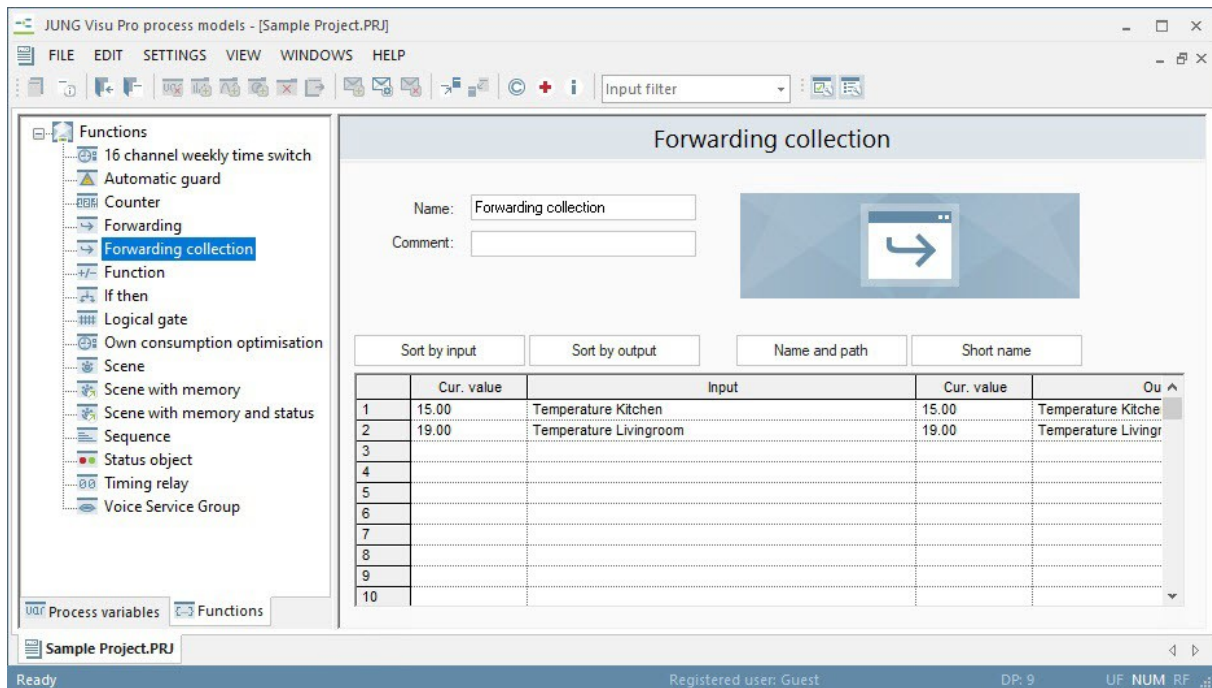 JUNG Visu Pro process models - [Sample Project.PRJ]
FILE EDIT SETTINGS VIEW WINDOWS HELP
Input filter
Functions
16 channel weekly time switch
Automatic guard
Counter
Forwarding
Forwarding collection
Function
If then
Logical gate
Own consumption optimisation
Scene
Scene with memory
Scene with memory and status
Sequence
Status object
Timing relay
Voice Service Group
Process variables Functions
Forwarding collection
Name: Forwarding collection
Comment:
Sort by input Sort by output Name and path Short name
Cur. value Input Cur. value Ou
1 15.00 Temperature Kitchen 15.00 Temperature Kitche
2 19.00 Temperature Livingroom 19.00 Temperature Livingr
3
4
5
6
7
8
9
10
Sample Project.PRJ
Ready Registered user: Guest DP: 9 UF NUM RF